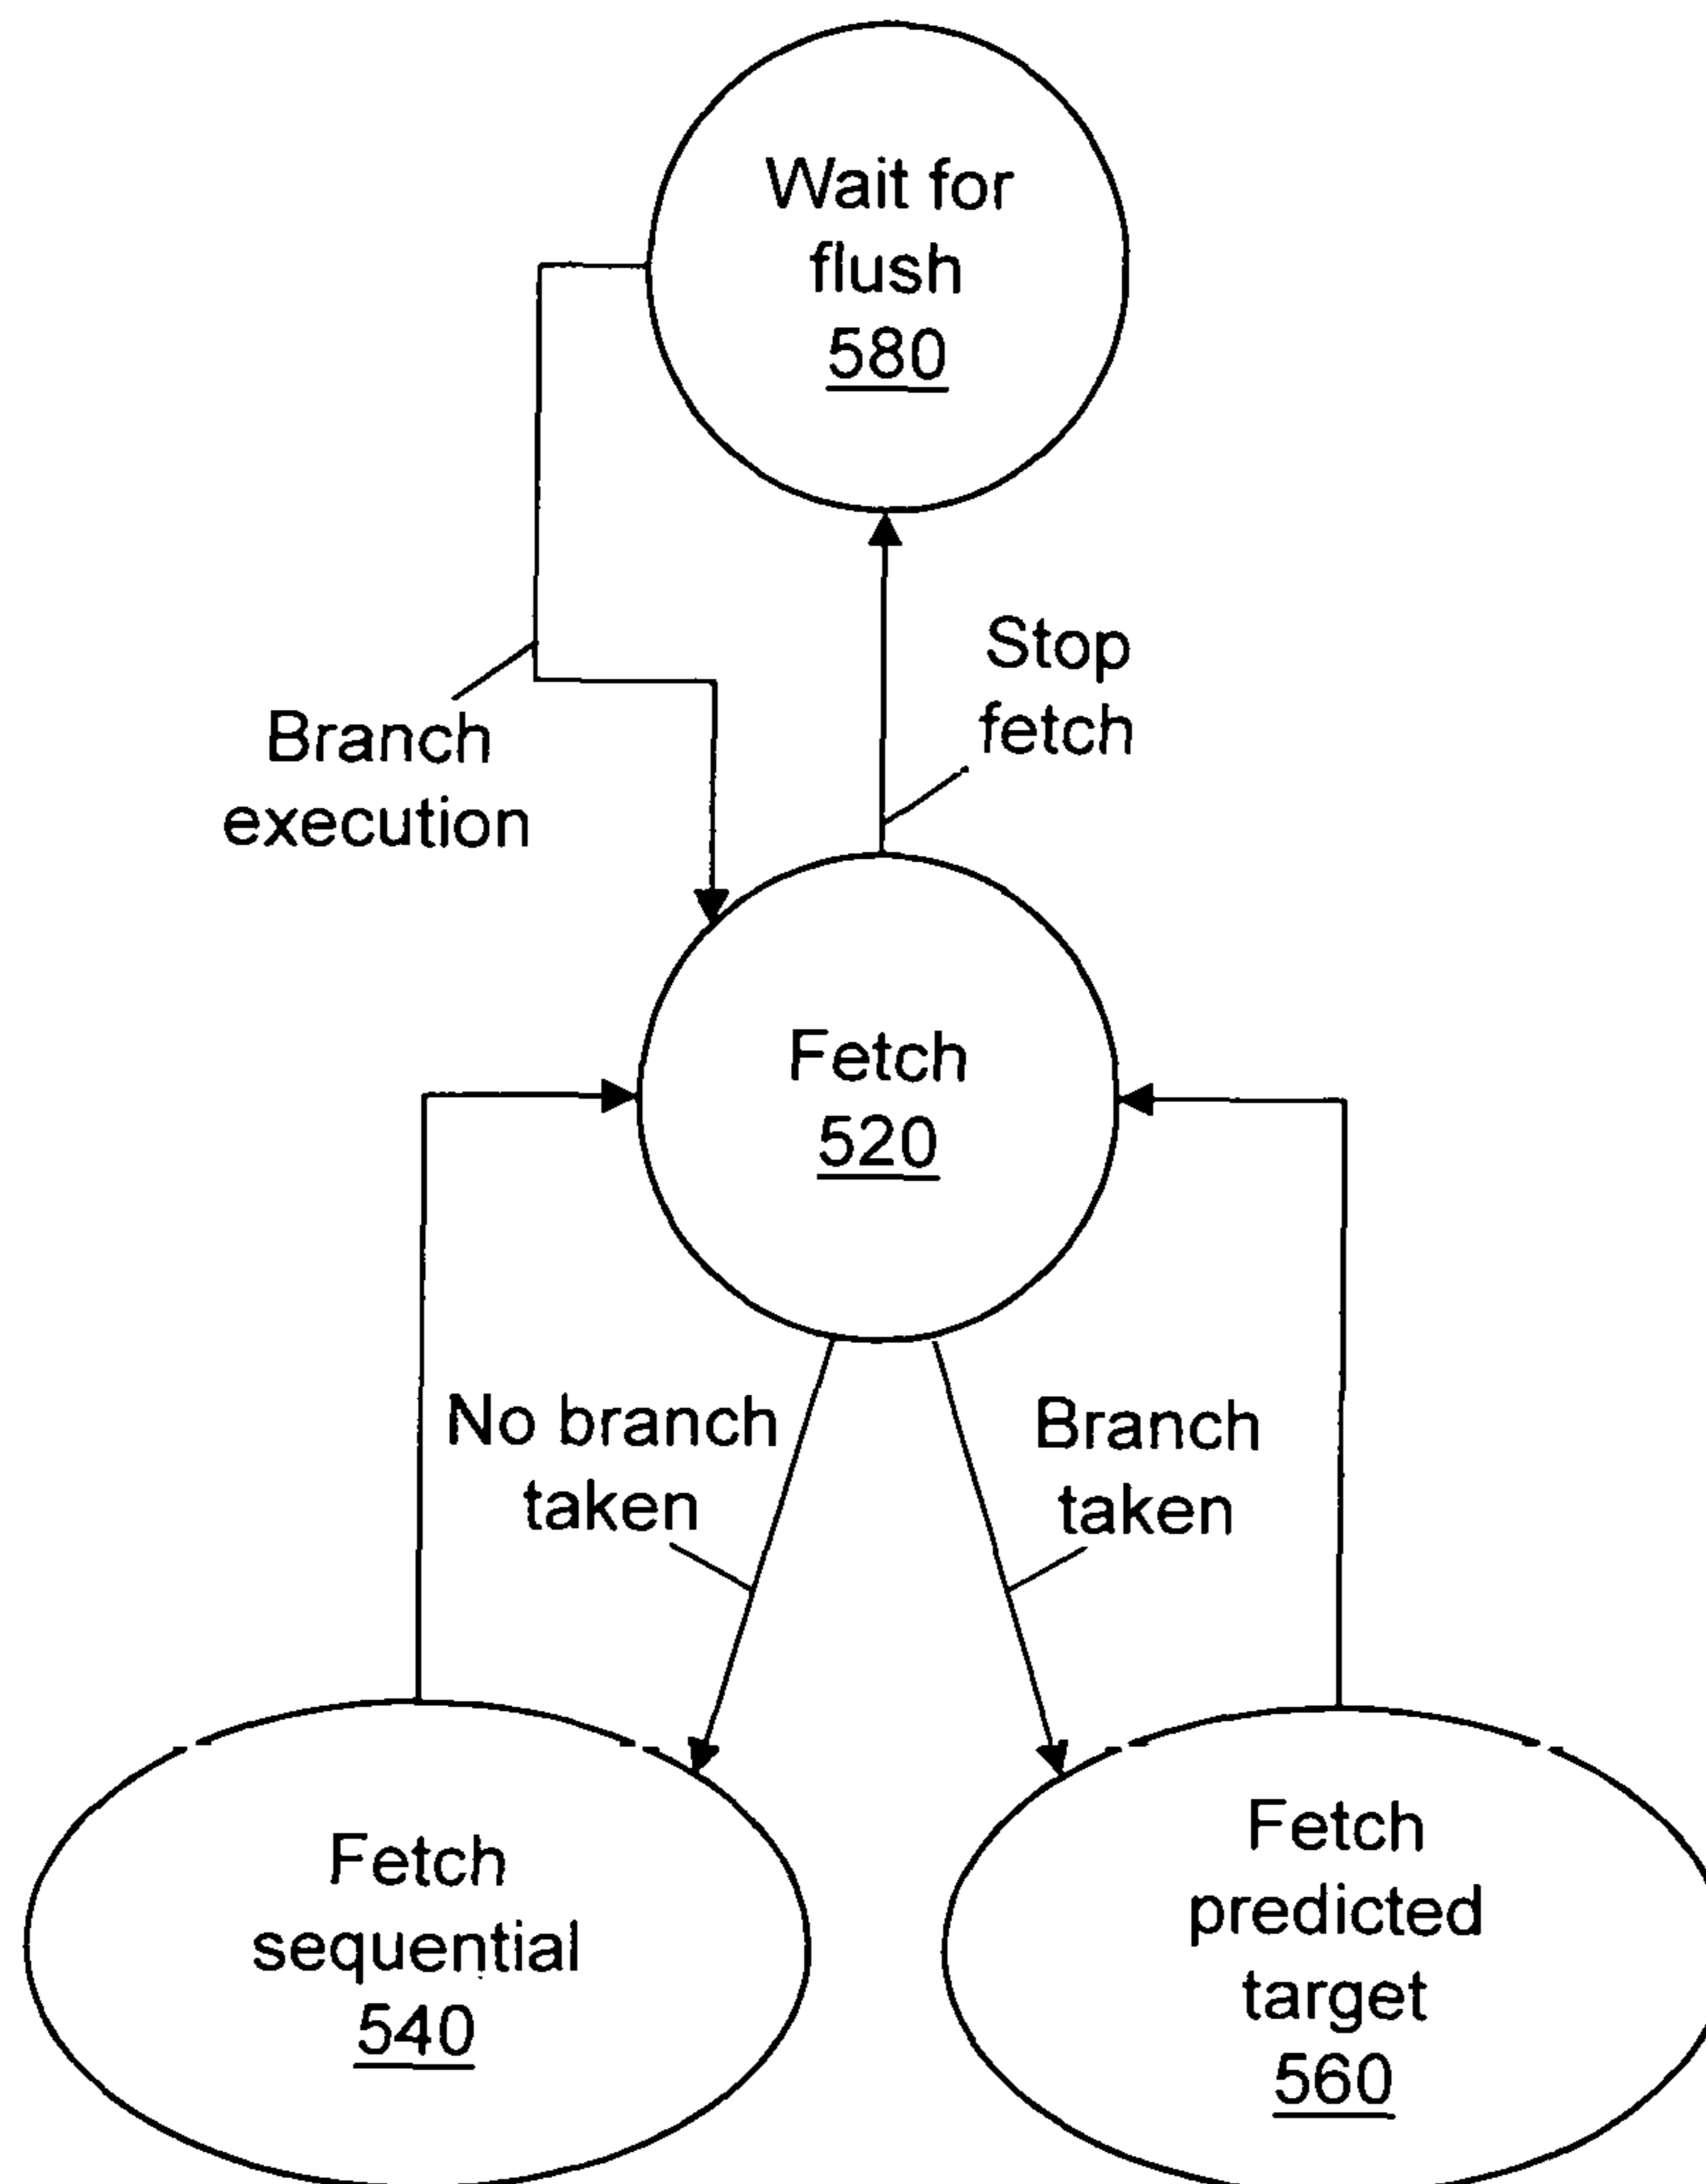 Wait for
flush
580
Stop
fetch
Branch
execution
Fetch
520
No branch
taken
Branch
taken
Fetch
sequential
540
Fetch
predicted
target
560